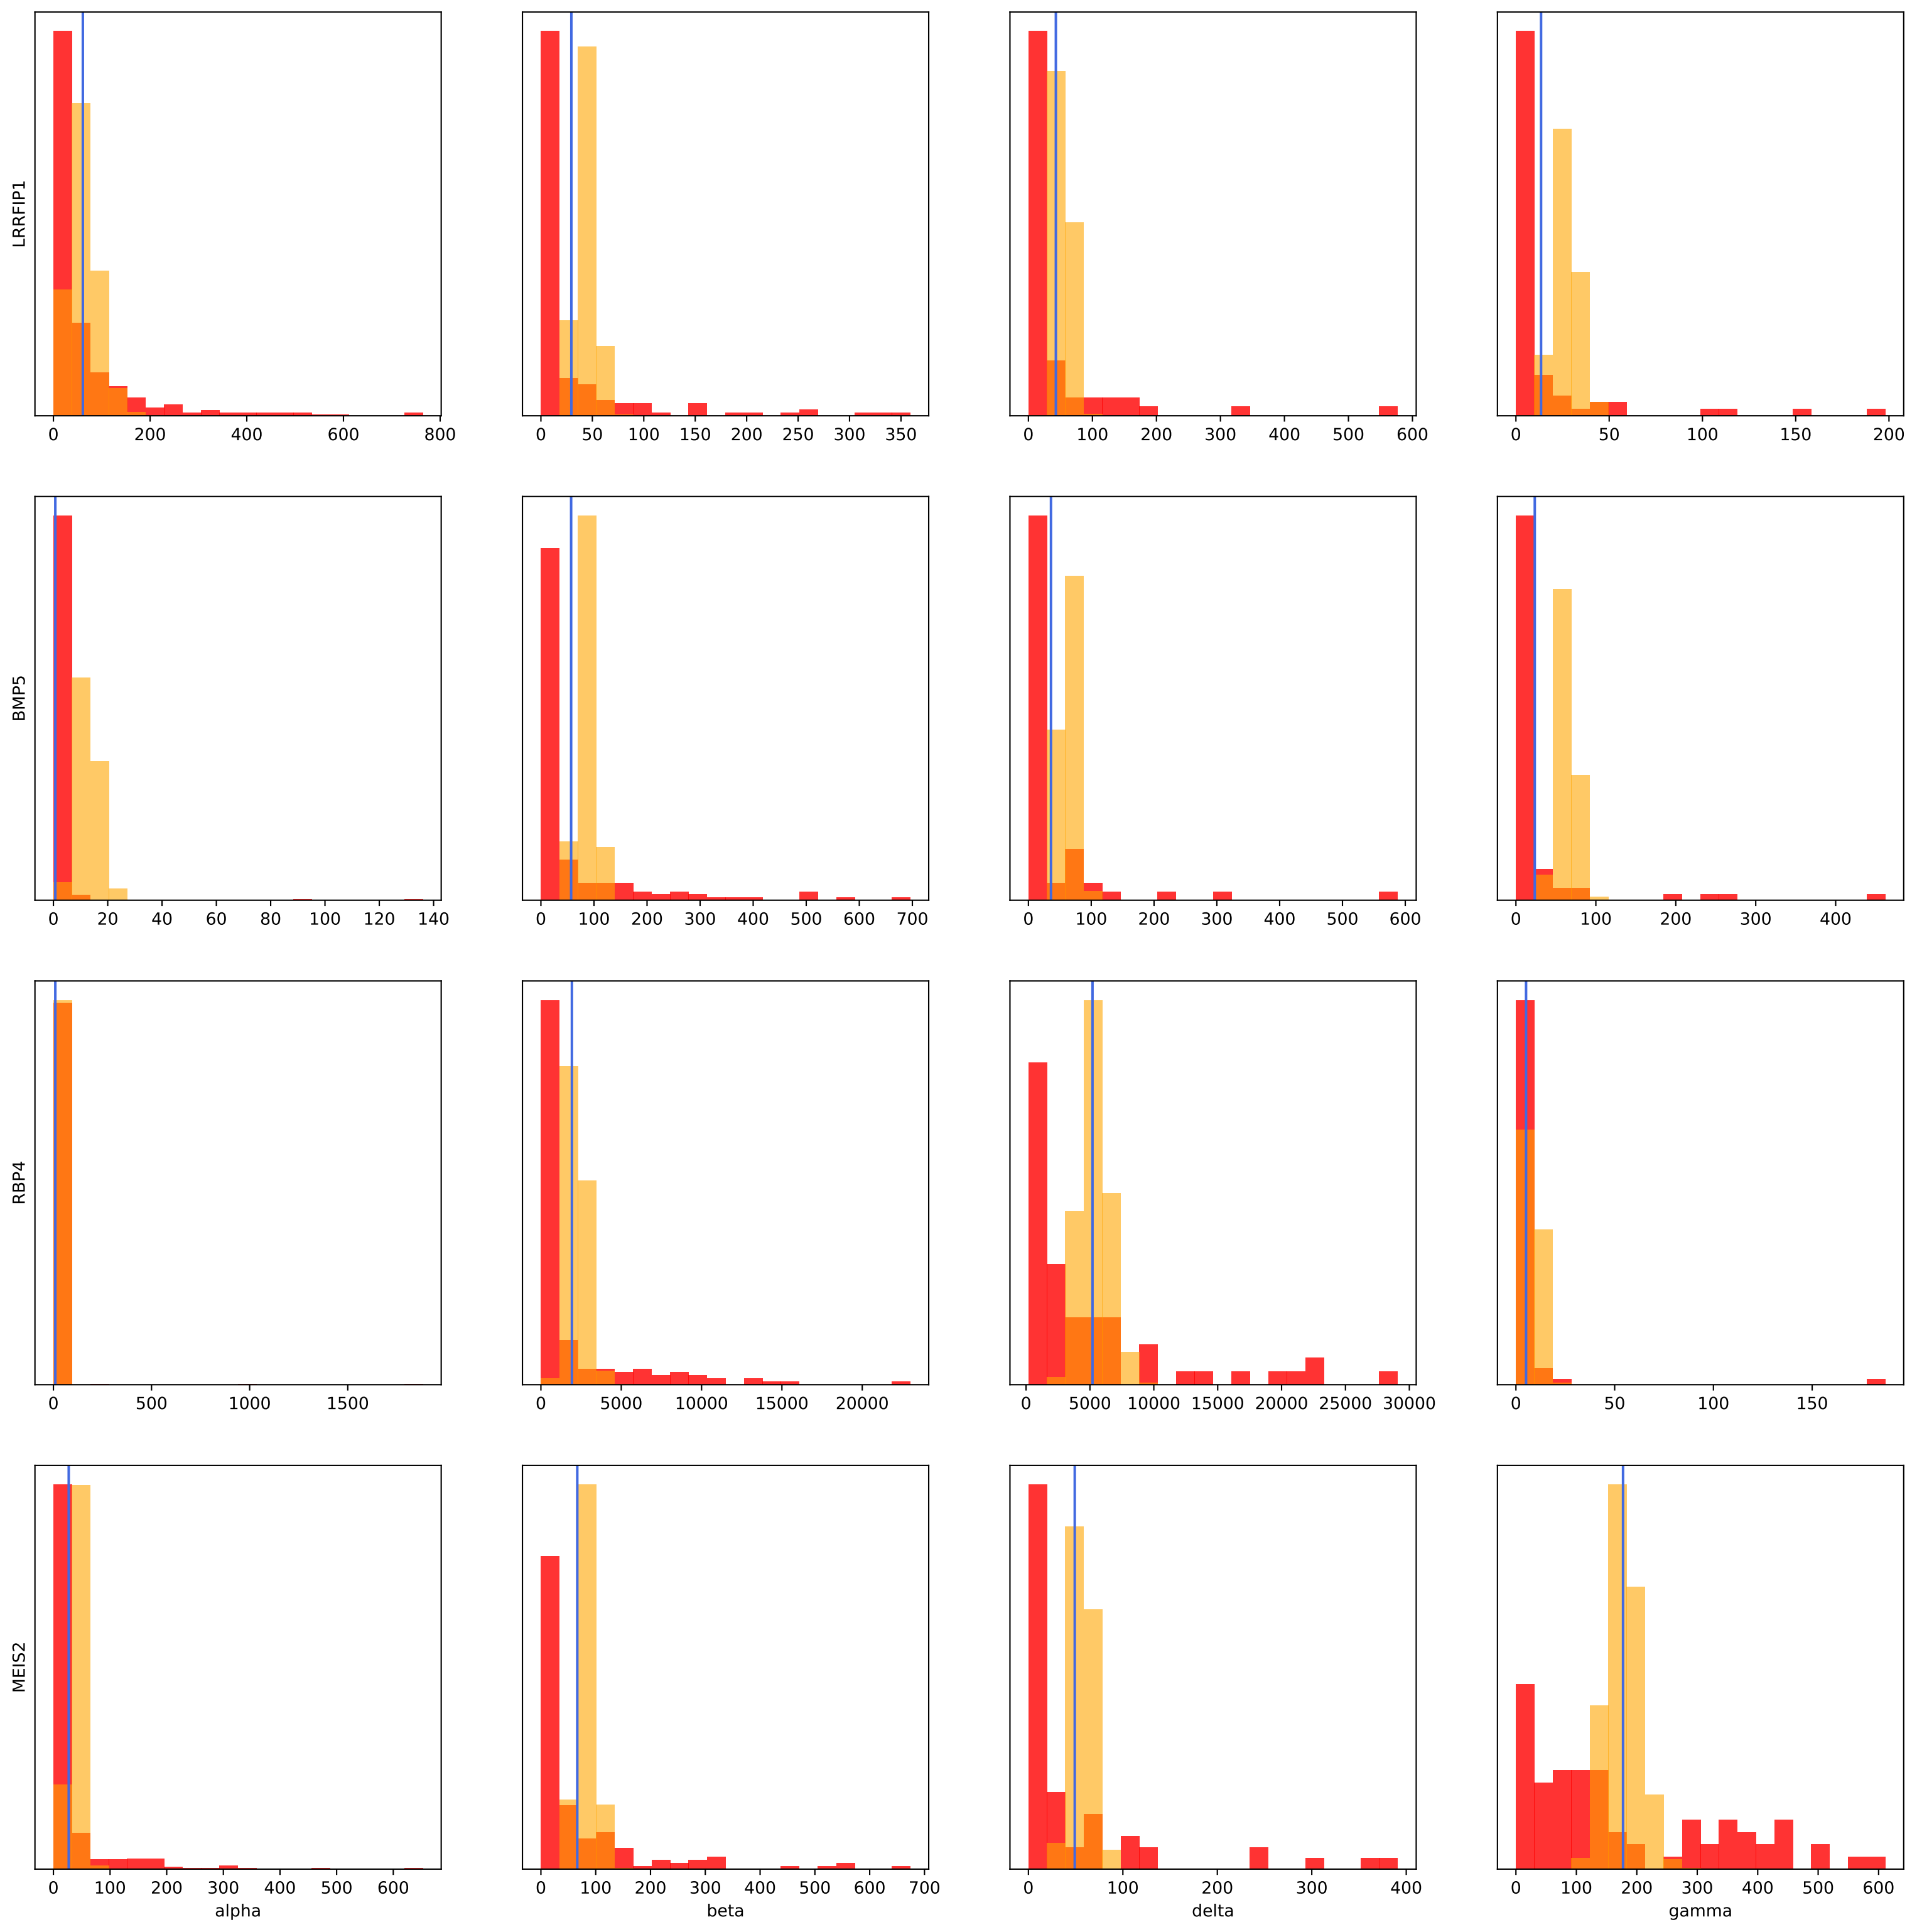 LRRFIP1
0 200 400 600 800
0 50 100 150 200 250 300 350
0 100 200 300 400 500 600
0 50 100 150 200
BMP5
0 20 40 60 80 100 120 140
0 100 200 300 400 500 600 700
0 100 200 300 400 500 600
0 100 200 300 400
RBP4
0 500 1000 1500
0 5000 10000 15000 20000
0 5000 10000 15000 20000 25000 30000
0 50 100 150
MEIS2
0 100 200 300 400 500 600
0 100 200 300 400 500 600 700
0 100 200 300 400
0 100 200 300 400 500 600
alpha
beta
delta
gamma